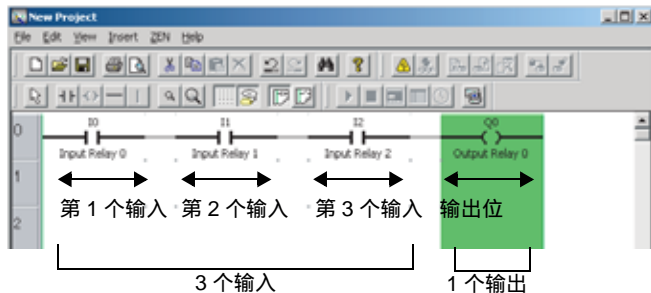 New Project
File Edit View Insert ZEN Help
0
I0 I1 I2 Q0
Input Relay 0 Input Relay 1 Input Relay 2 Output Relay 0
1
第 1 个输入 第 2 个输入 第 3 个输入 输出位
2
3 个输入 1 个输出